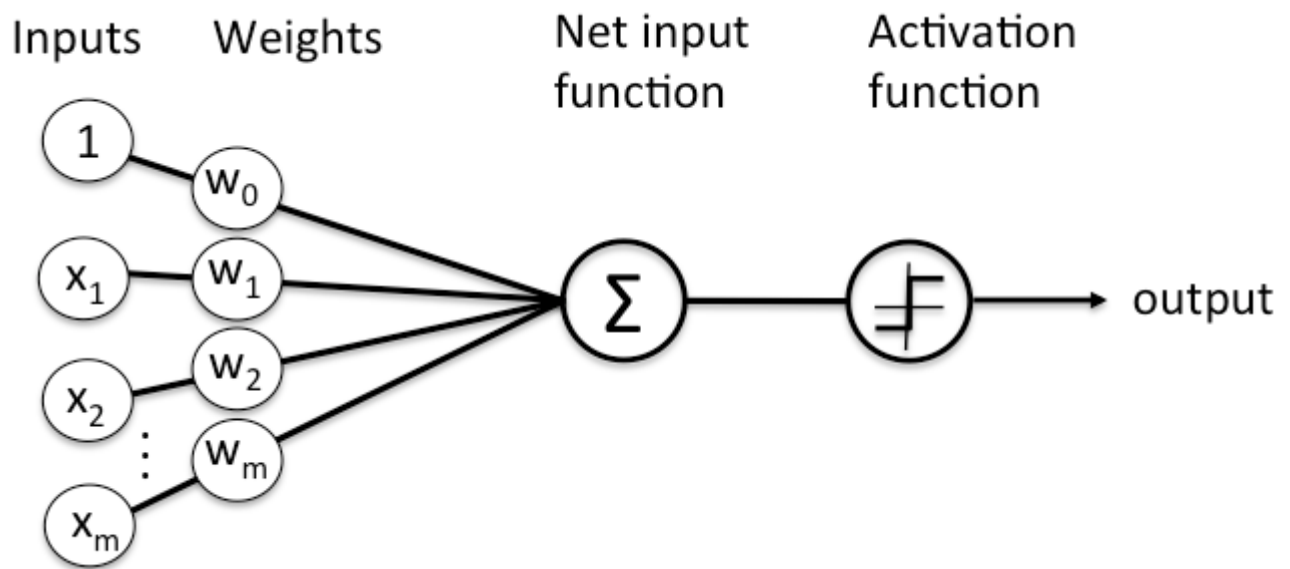 Inputs
Weights
Net input
function
Activation
function
1
w0
x1
w1
x2
w2
⋮
xm
wm
Σ
output